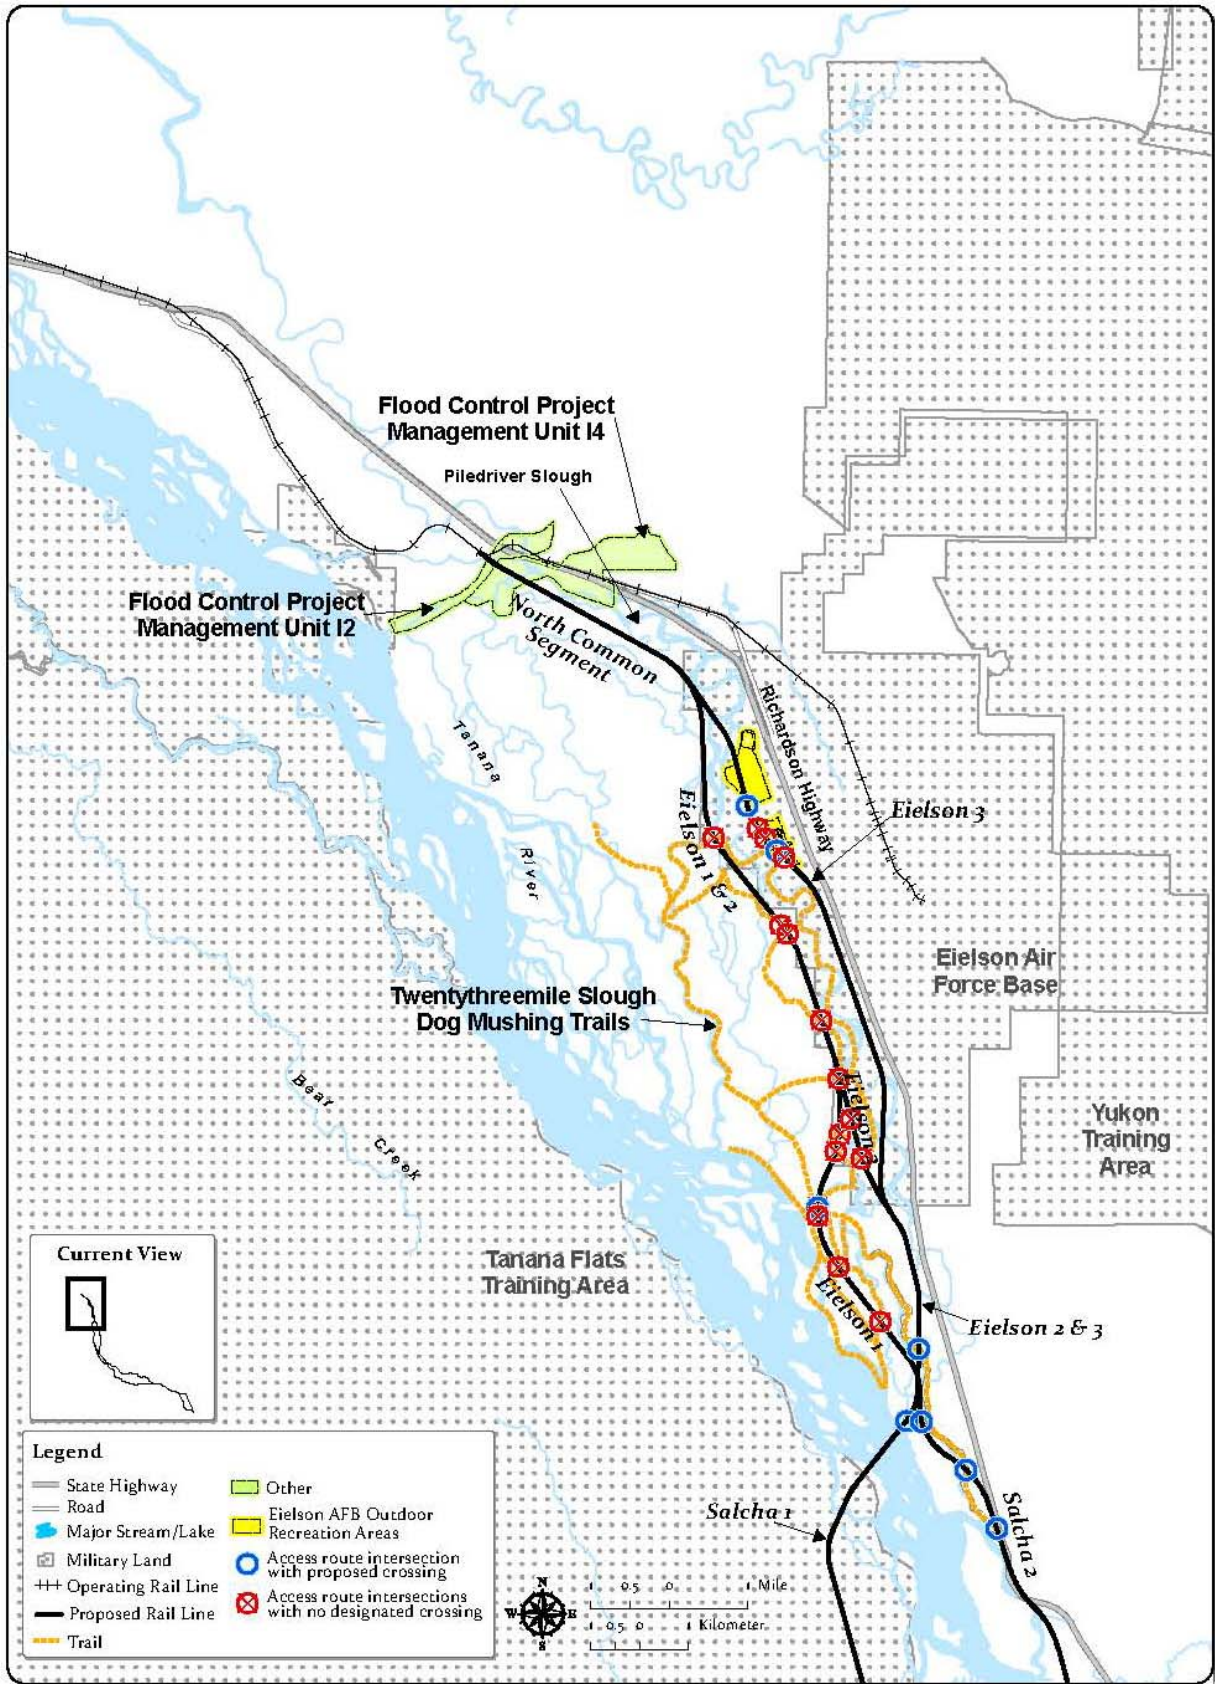 Flood Control Project
Management Unit I4
Piledriver Slough
Flood Control Project
Management Unit I2
North Common
Segment
Richardson Highway
Tanana
River
Eielson 1 & 2
Eielson 3
Eielson Air
Force Base
Twentythreemile Slough
Dog Mushing Trails
Bear
Creek
Eielson 2
Yukon
Training
Area
Tanana Flats
Training Area
Eielson 1
Eielson 2 & 3
Salcha 1
Salcha 2
Current View
Legend
State Highway
Road
Major Stream/Lake
Military Land
Operating Rail Line
Proposed Rail Line
Trail
Other
Eielson AFB Outdoor
Recreation Areas
Access route intersection
with proposed crossing
Access route intersections
with no designated crossing
N
W E
S
1 0.5 0 1 Mile
1 0.5 0 1 Kilometer